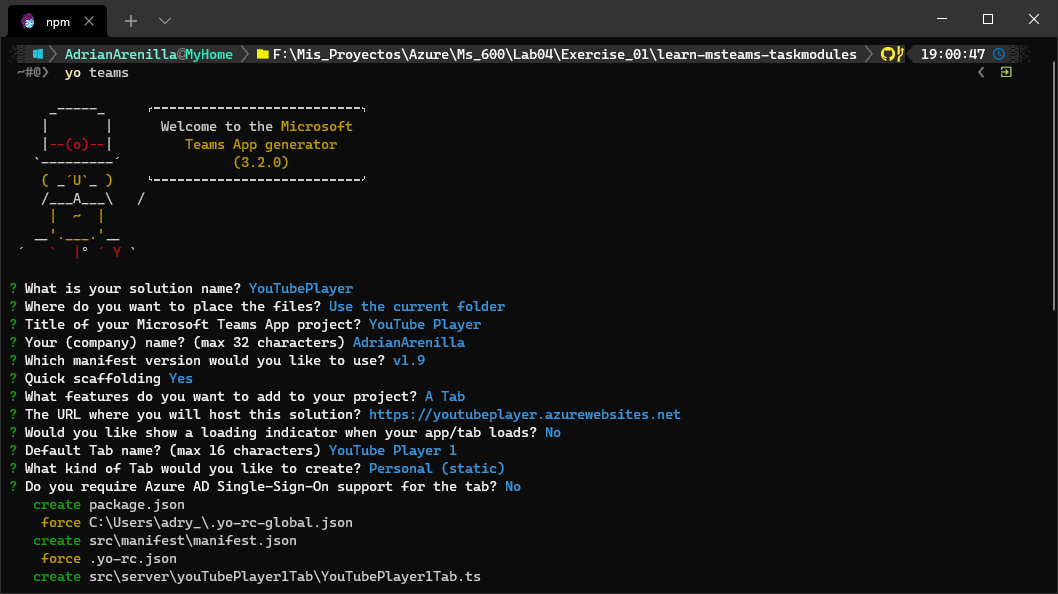 npm
AdrianArenilla@MyHome F:\Mis_Proyectos\Azure\Ms_600\Lab04\Exercise_01\learn-msteams-taskmodules 19:00:47
~#@❯ yo teams
Welcome to the Microsoft
Teams App generator
(3.2.0)
? What is your solution name? YouTubePlayer
? Where do you want to place the files? Use the current folder
? Title of your Microsoft Teams App project? YouTube Player
? Your (company) name? (max 32 characters) AdrianArenilla
? Which manifest version would you like to use? v1.9
? Quick scaffolding Yes
? What features do you want to add to your project? A Tab
? The URL where you will host this solution? https://youtubeplayer.azurewebsites.net
? Would you like show a loading indicator when your app/tab loads? No
? Default Tab name? (max 16 characters) YouTube Player 1
? What kind of Tab would you like to create? Personal (static)
? Do you require Azure AD Single-Sign-On support for the tab? No
create package.json
force C:\Users\adry_\.yo-rc-global.json
create src\manifest\manifest.json
force .yo-rc.json
create src\server\youTubePlayer1Tab\YouTubePlayer1Tab.ts